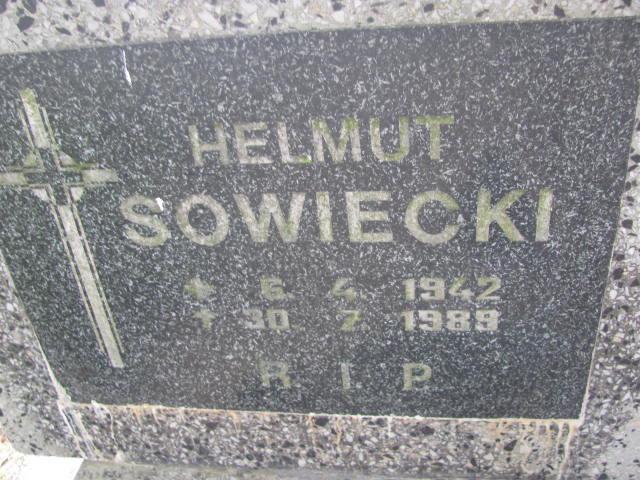 HELMUT
SOWIECKI
* 6. 4. 1942
† 30. 7. 1989
R. I. P